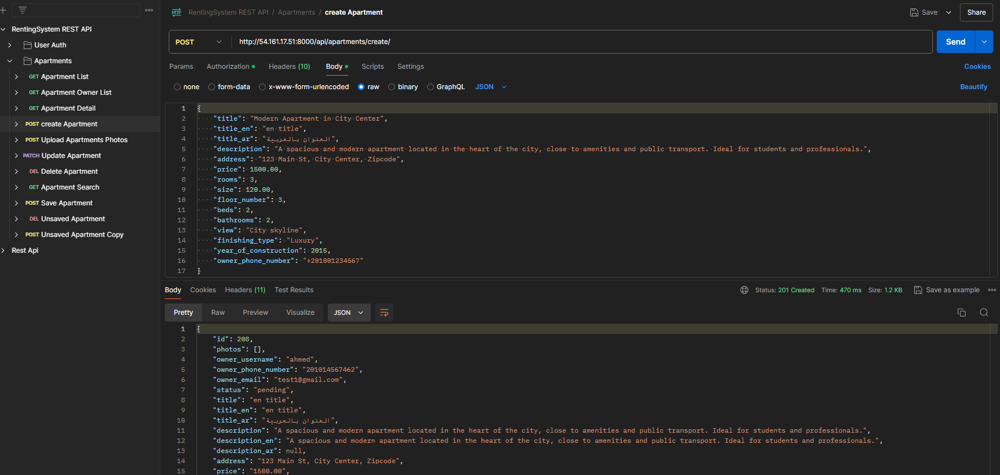 RentingSystem REST API / Apartments / create Apartment
Save
Share
RentingSystem REST API
User Auth
Apartments
GET Apartment List
GET Apartment Owner List
GET Apartment Detail
POST create Apartment
POST Upload Apartments Photos
PATCH Update Apartment
DEL Delete Apartment
GET Apartment Search
POST Save Apartment
DEL Unsaved Apartment
POST Unsaved Apartment Copy
Rest Api
HTTP
POST
http://54.161.17.51:8000/api/apartments/create/
Send
Params Authorization Headers (10) Body Scripts Settings
Cookies
none form-data x-www-form-urlencoded raw binary GraphQL JSON
Beautify
1 {
2 "title": "Modern Apartment in City Center",
3 "title_en": "en title",
4 "title_ar": "العنوان بالعربية",
5 "description": "A spacious and modern apartment located in the heart of the city, close to amenities and public transport. Ideal for students and professionals.",
6 "address": "123 Main St, City Center, Zipcode",
7 "price": 1500.00,
8 "rooms": 3,
9 "size": 120.00,
10 "floor_number": 3,
11 "beds": 2,
12 "bathrooms": 2,
13 "view": "City skyline",
14 "finishing_type": "Luxury",
15 "year_of_construction": 2015,
16 "owner_phone_number": "+201001234567"
17 }
Body Cookies Headers (11) Test Results
Status: 201 Created Time: 470 ms Size: 1.2 KB Save as example
Pretty Raw Preview Visualize JSON
1 {
2 "id": 208,
3 "photos": [],
4 "owner_username": "ahmed",
5 "owner_phone_number": "201014567462",
6 "owner_email": "test1@gmail.com",
7 "status": "pending",
8 "title": "en title",
9 "title_en": "en title",
10 "title_ar": "العنوان بالعربية",
11 "description": "A spacious and modern apartment located in the heart of the city, close to amenities and public transport. Ideal for students and professionals.",
12 "description_en": "A spacious and modern apartment located in the heart of the city, close to amenities and public transport. Ideal for students and professionals.",
13 "description_ar": null,
14 "address": "123 Main St, City Center, Zipcode",
15 "price": "1500.00",